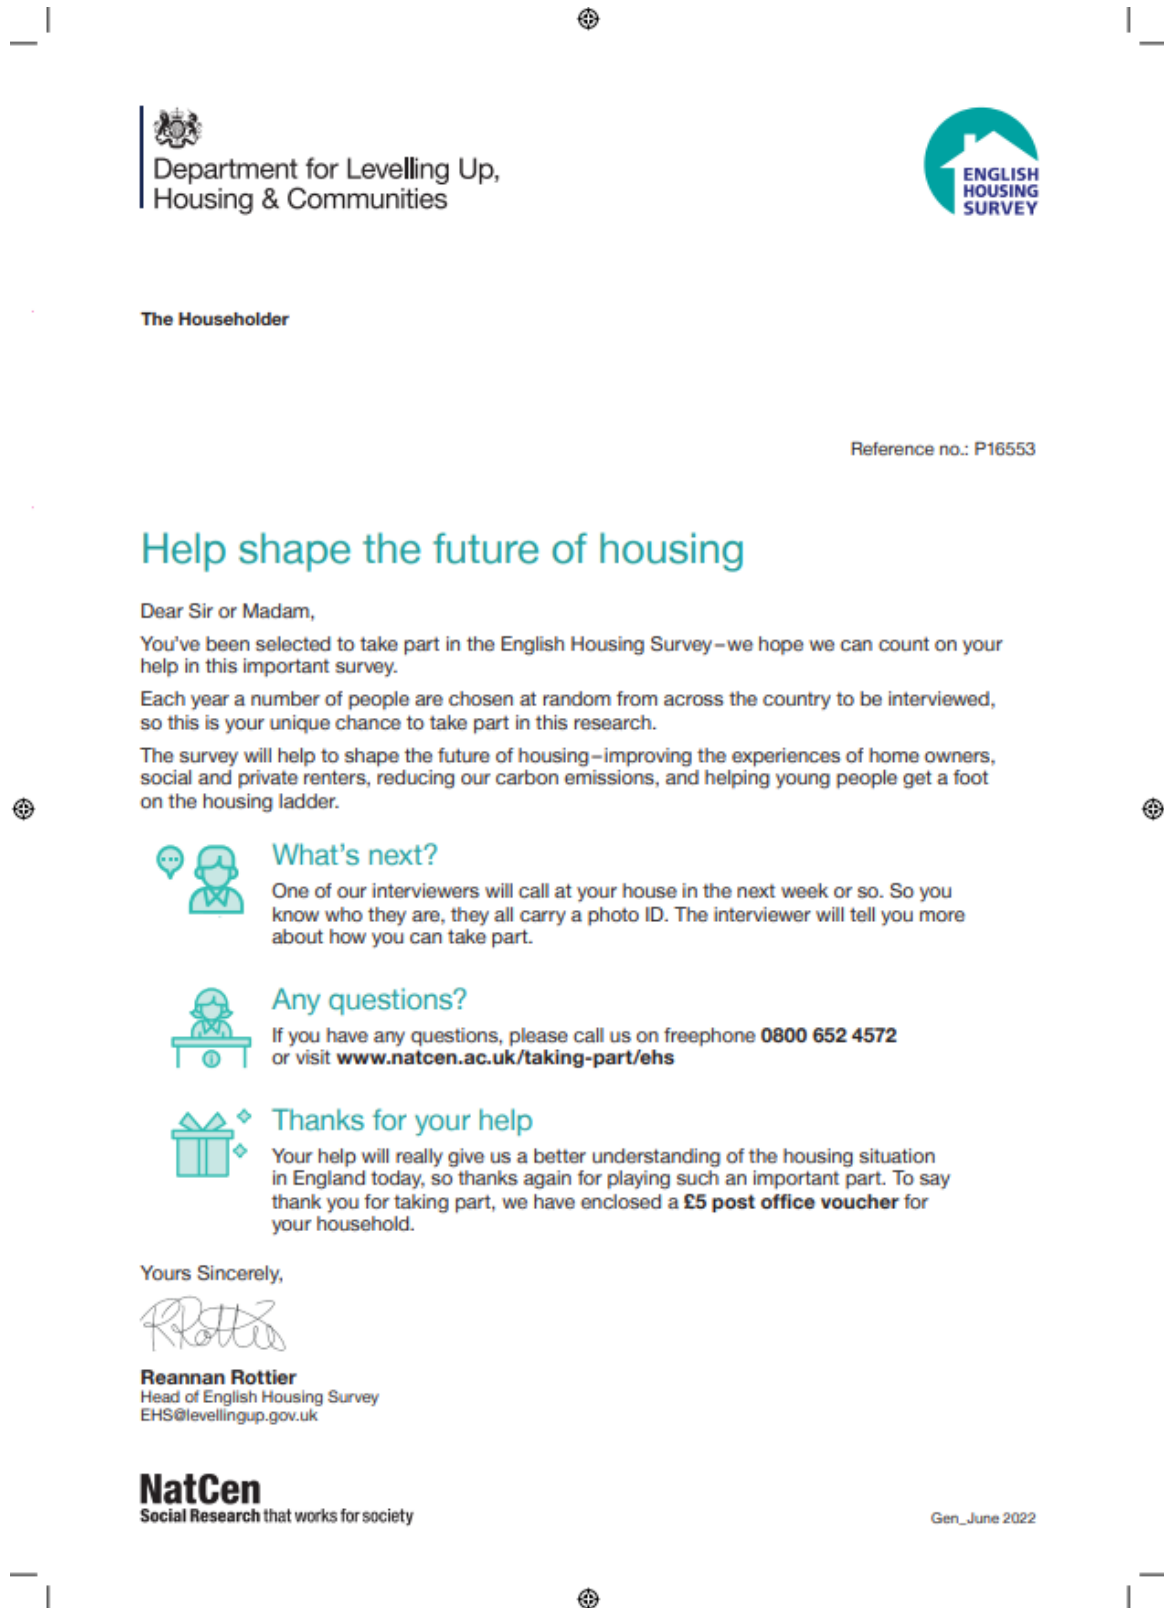 Department for Levelling Up,
Housing & Communities
ENGLISH
HOUSING
SURVEY
The Householder
Reference no.: P16553
Help shape the future of housing
Dear Sir or Madam,
You've been selected to take part in the English Housing Survey–we hope we can count on your
help in this important survey.
Each year a number of people are chosen at random from across the country to be interviewed,
so this is your unique chance to take part in this research.
The survey will help to shape the future of housing–improving the experiences of home owners,
social and private renters, reducing our carbon emissions, and helping young people get a foot
on the housing ladder.
What's next?
One of our interviewers will call at your house in the next week or so. So you
know who they are, they all carry a photo ID. The interviewer will tell you more
about how you can take part.
Any questions?
If you have any questions, please call us on freephone 0800 652 4572
or visit www.natcen.ac.uk/taking-part/ehs
Thanks for your help
Your help will really give us a better understanding of the housing situation
in England today, so thanks again for playing such an important part. To say
thank you for taking part, we have enclosed a £5 post office voucher for
your household.
Yours Sincerely,
RRottier
Reannan Rottier
Head of English Housing Survey
EHS@levellingup.gov.uk
NatCen
Social Research that works for society
Gen_June 2022